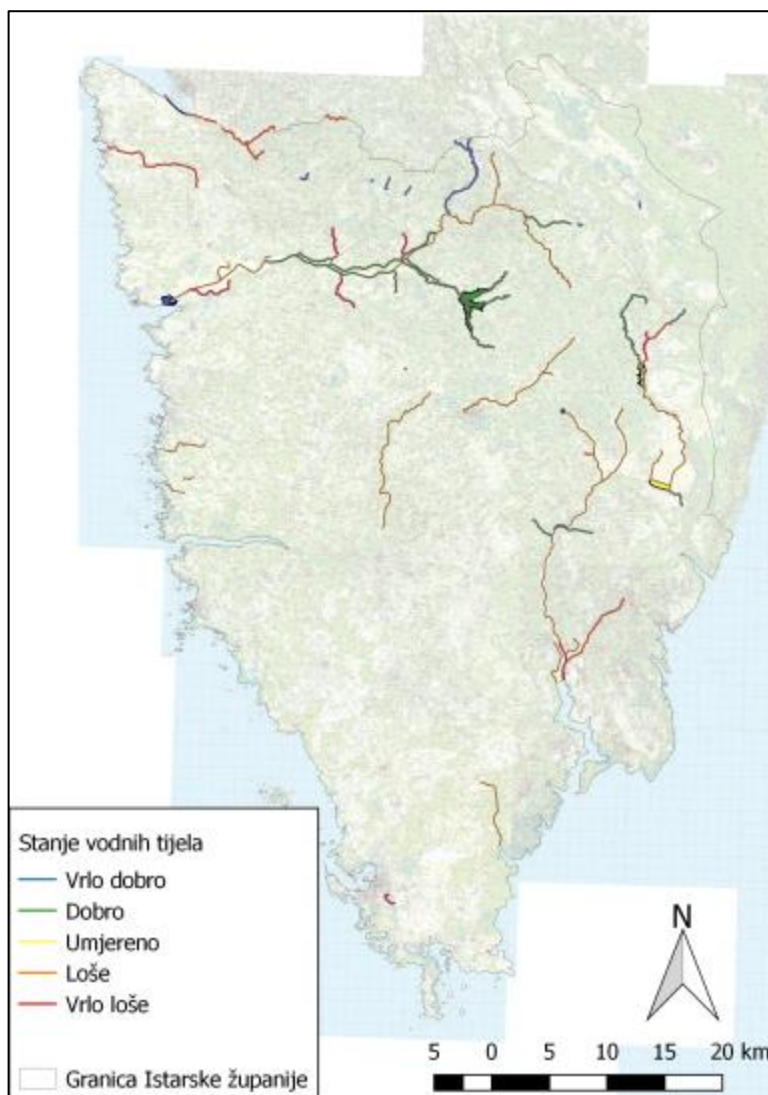 Stanje vodnih tijela
Vrlo dobro
Dobro
Umjereno
Loše
Vrlo loše
Granica Istarske županije
N
5 0 5 10 15 20 km